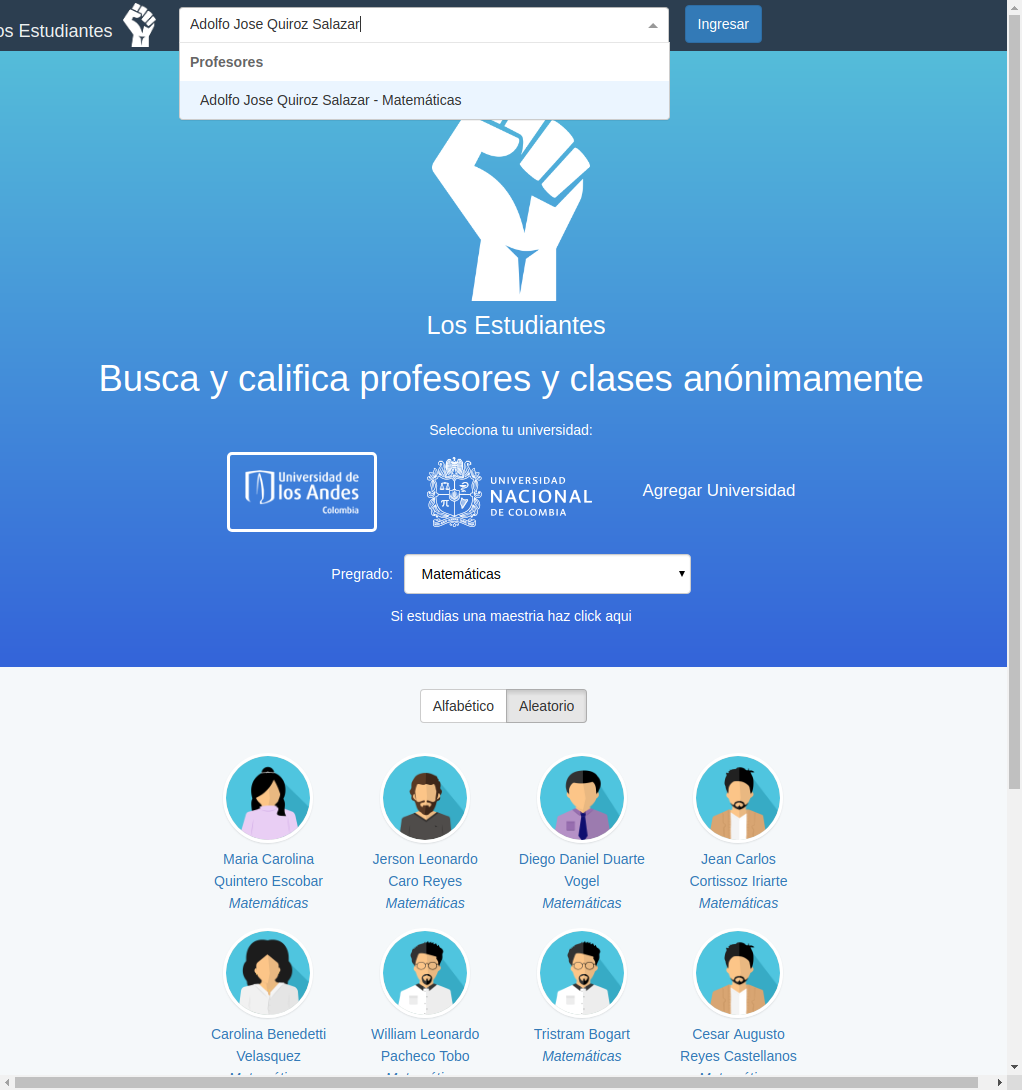 os Estudiantes
Adolfo Jose Quiroz Salazar
Ingresar
Profesores
Adolfo Jose Quiroz Salazar - Matemáticas
Los Estudiantes
Busca y califica profesores y clases anónimamente
Selecciona tu universidad:
Universidad de
los Andes
Colombia
UNIVERSIDAD
NACIONAL
DE COLOMBIA
Agregar Universidad
Pregrado:
Matemáticas
Si estudias una maestria haz click aqui
Alfabético
Aleatorio
Maria Carolina
Quintero Escobar
Matemáticas
Jerson Leonardo
Caro Reyes
Matemáticas
Diego Daniel Duarte
Vogel
Matemáticas
Jean Carlos
Cortissoz Iriarte
Matemáticas
Carolina Benedetti
Velasquez
William Leonardo
Pacheco Tobo
Tristram Bogart
Matemáticas
Cesar Augusto
Reyes Castellanos